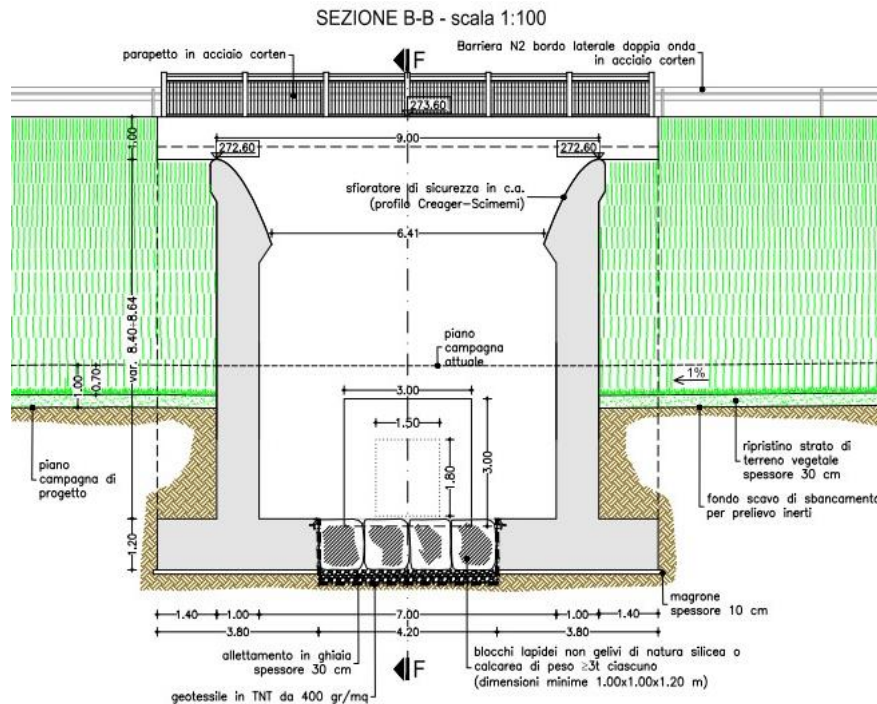 SEZIONE B-B - scala 1:100
F
parapetto in acciaio corten
Barriera N2 bordo laterale doppia onda
in acciaio corten
273.60
1.00
9.00
272.60
272.60
sfioratore di sicurezza in c.a.
(profilo Creager-Scimemi)
6.41
var. 8.40÷8.64
piano
campagna
attuale
1.00
÷0.70
1%
3.00
1.50
1.80
3.00
piano
campagna di
progetto
ripristino strato di
terreno vegetale
spessore 30 cm
fondo scavo di sbancamento
per prelievo inerti
1.20
magrone
spessore 10 cm
1.40
1.00
7.00
1.00
1.40
3.80
4.20
3.80
allettamento in ghiaia
spessore 30 cm
F
blocchi lapidei non gelivi di natura silicea o
calcarea di peso ≥3t ciascuno
(dimensioni minime 1.00x1.00x1.20 m)
geotessile in TNT da 400 gr/mq